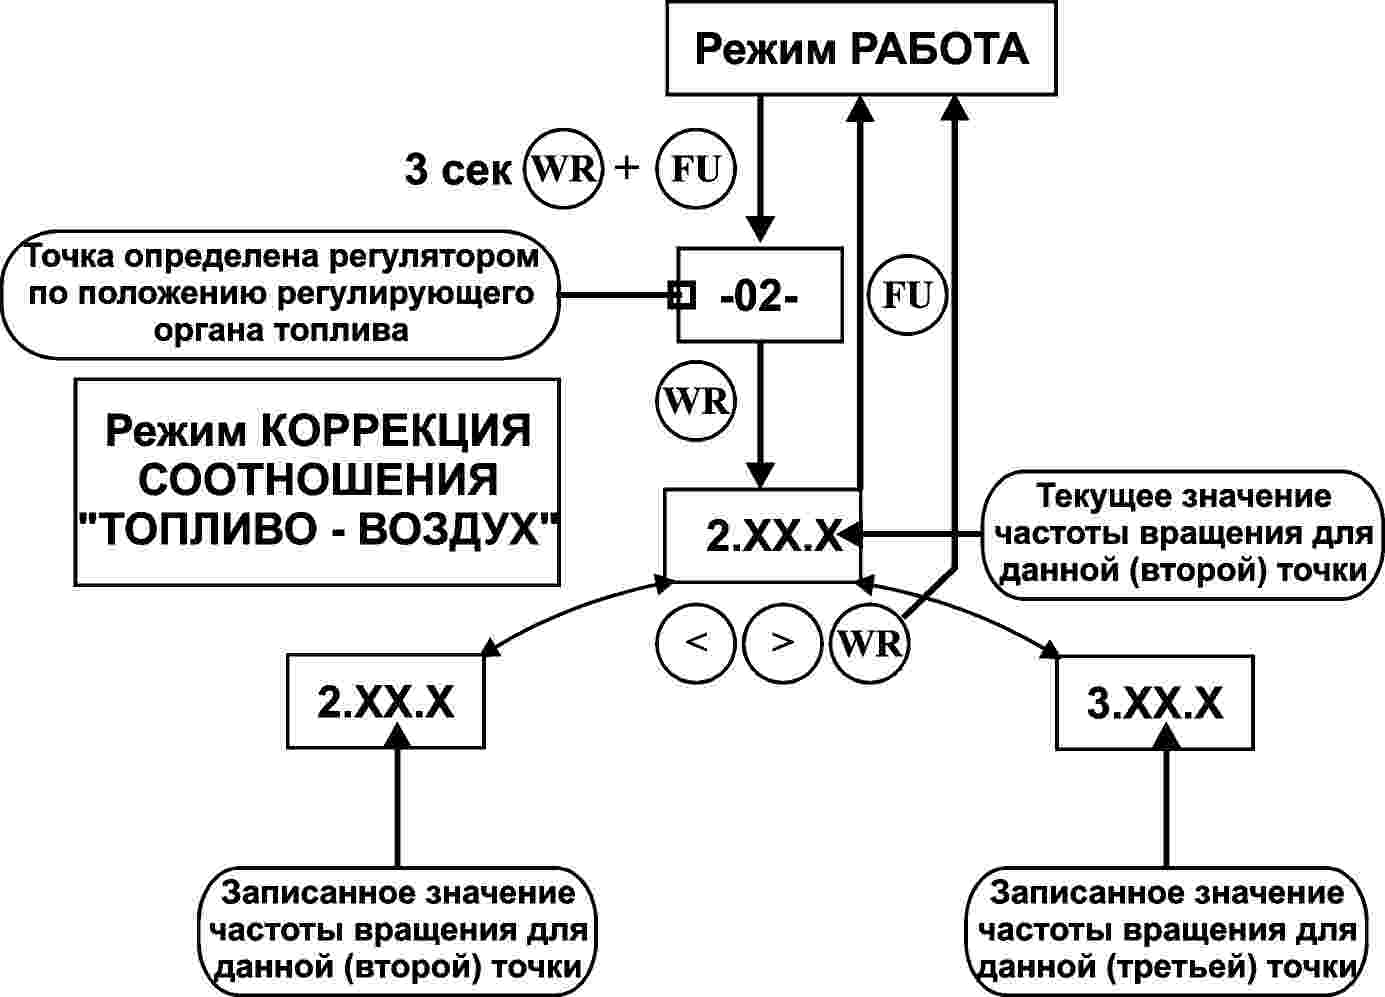 Режим РАБОТА
3 сек WR + FU
Точка определена регулятором
по положению регулирующего
органа топлива
-02-
FU
WR
Режим КОРРЕКЦИЯ
СООТНОШЕНИЯ
"ТОПЛИВО - ВОЗДУХ"
2.XX.X
Текущее значение
частоты вращения для
данной (второй) точки
< > WR
2.XX.X
3.XX.X
Записанное значение
частоты вращения для
данной (второй) точки
Записанное значение
частоты вращения для
данной (третьей) точки